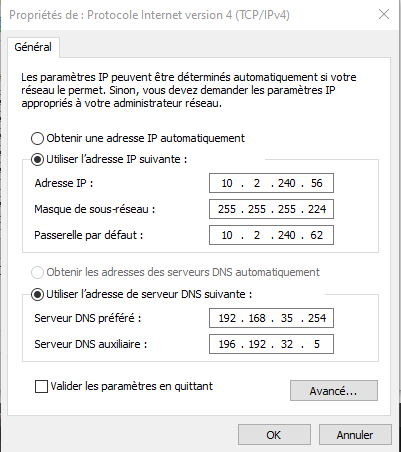 Propriétés de : Protocole Internet version 4 (TCP/IPv4)
Général
Les paramètres IP peuvent être déterminés automatiquement si votre
réseau le permet. Sinon, vous devez demander les paramètres IP
appropriés à votre administrateur réseau.
Obtenir une adresse IP automatiquement
Utiliser l'adresse IP suivante :
Adresse IP : 10 . 2 . 240 . 56
Masque de sous-réseau : 255 . 255 . 255 . 224
Passerelle par défaut : 10 . 2 . 240 . 62
Obtenir les adresses des serveurs DNS automatiquement
Utiliser l'adresse de serveur DNS suivante :
Serveur DNS préféré : 192 . 168 . 35 . 254
Serveur DNS auxiliaire : 196 . 192 . 32 . 5
Valider les paramètres en quittant
Avancé...
OK Annuler